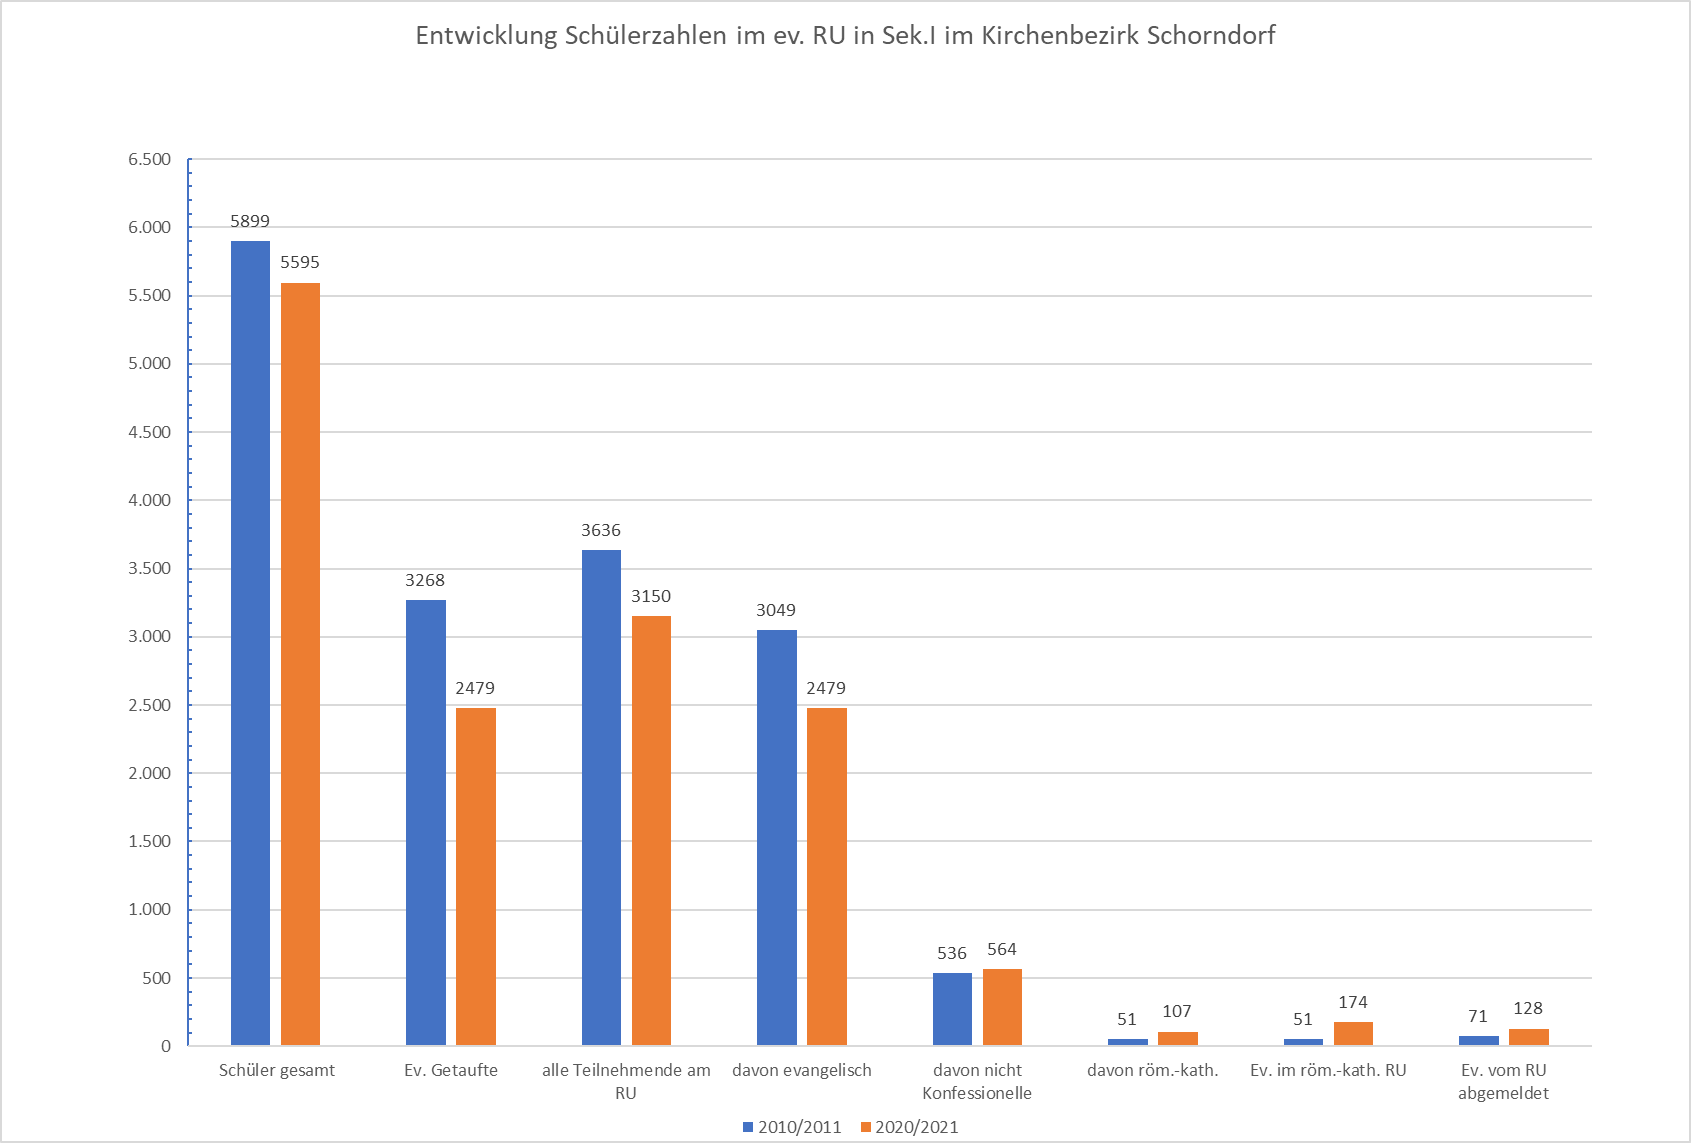 Entwicklung Schülerzahlen im ev. RU in Sek.I im Kirchenbezirk Schorndorf
6.500
6.000
5.500
5.000
4.500
4.000
3.500
3.000
2.500
2.000
1.500
1.000
500
0
5899
5595
3268
2479
3636
3150
3049
2479
536
564
51
107
51
174
71
128
Schüler gesamt
Ev. Getaufte
alle Teilnehmende am
RU
davon evangelisch
davon nicht
Konfessionelle
davon röm.-kath.
Ev. im röm.-kath. RU
Ev. vom RU
abgemeldet
2010/2011
2020/2021